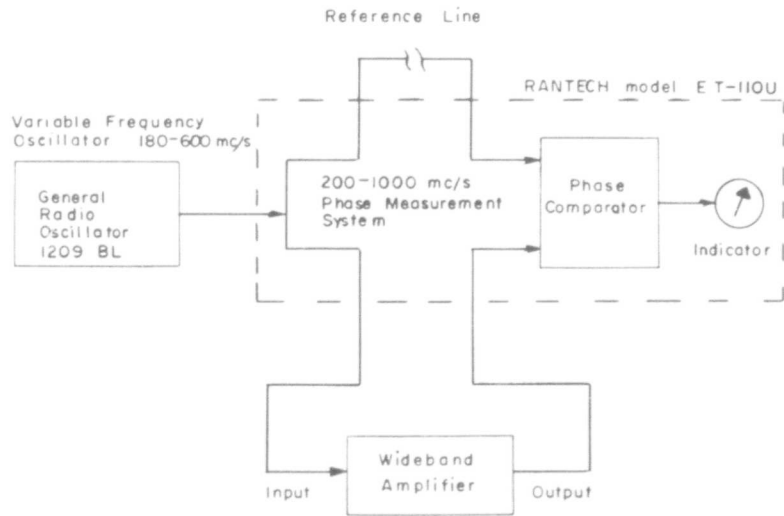 Reference Line
RANTECH model ET-110U
Variable Frequency
Oscillator 180-600 mc/s
General
Radio
Oscillator
1209 BL
200-1000 mc/s
Phase Measurement
System
Phase
Comparator
Indicator
Wideband
Amplifier
Input
Output